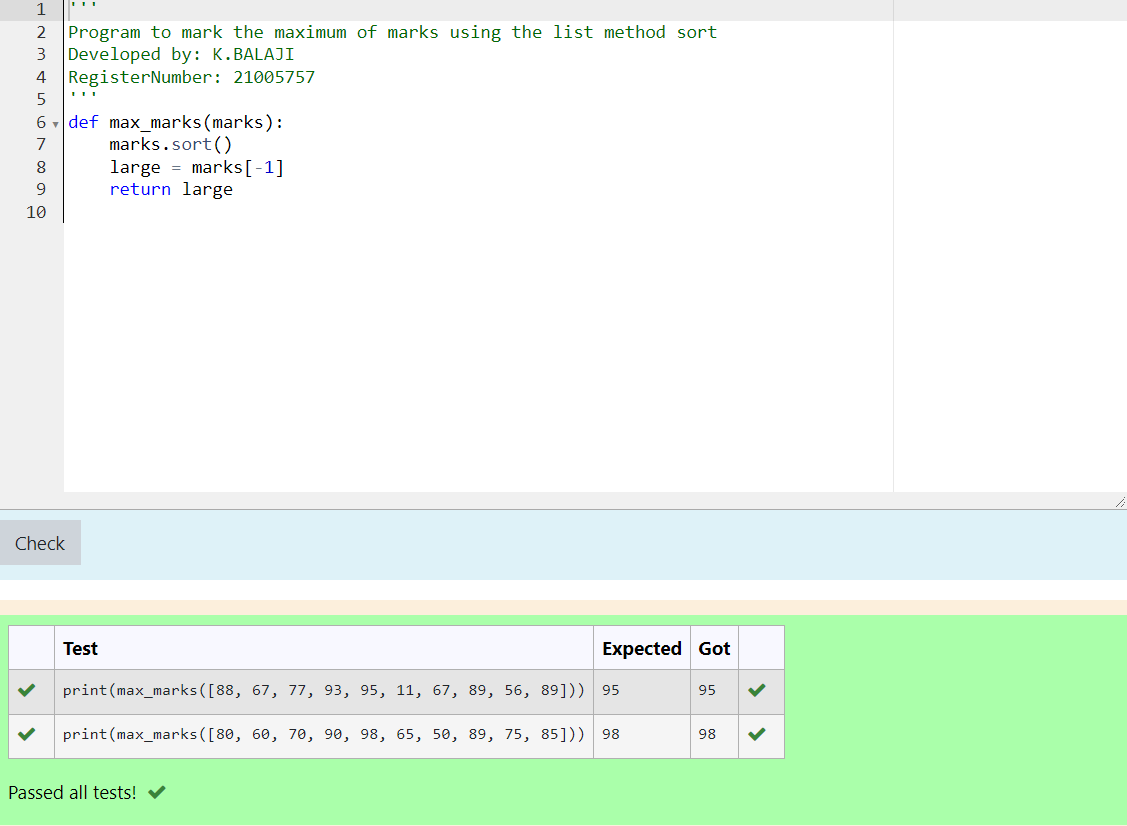 1 '''
2 Program to mark the maximum of marks using the list method sort
3 Developed by: K.BALAJI
4 RegisterNumber: 21005757
5 '''
6 def max_marks(marks):
7     marks.sort()
8     large = marks[-1]
9     return large
10
Check
Test Expected Got
print(max_marks([88, 67, 77, 93, 95, 11, 67, 89, 56, 89])) 95 95
print(max_marks([80, 60, 70, 90, 98, 65, 50, 89, 75, 85])) 98 98
Passed all tests!